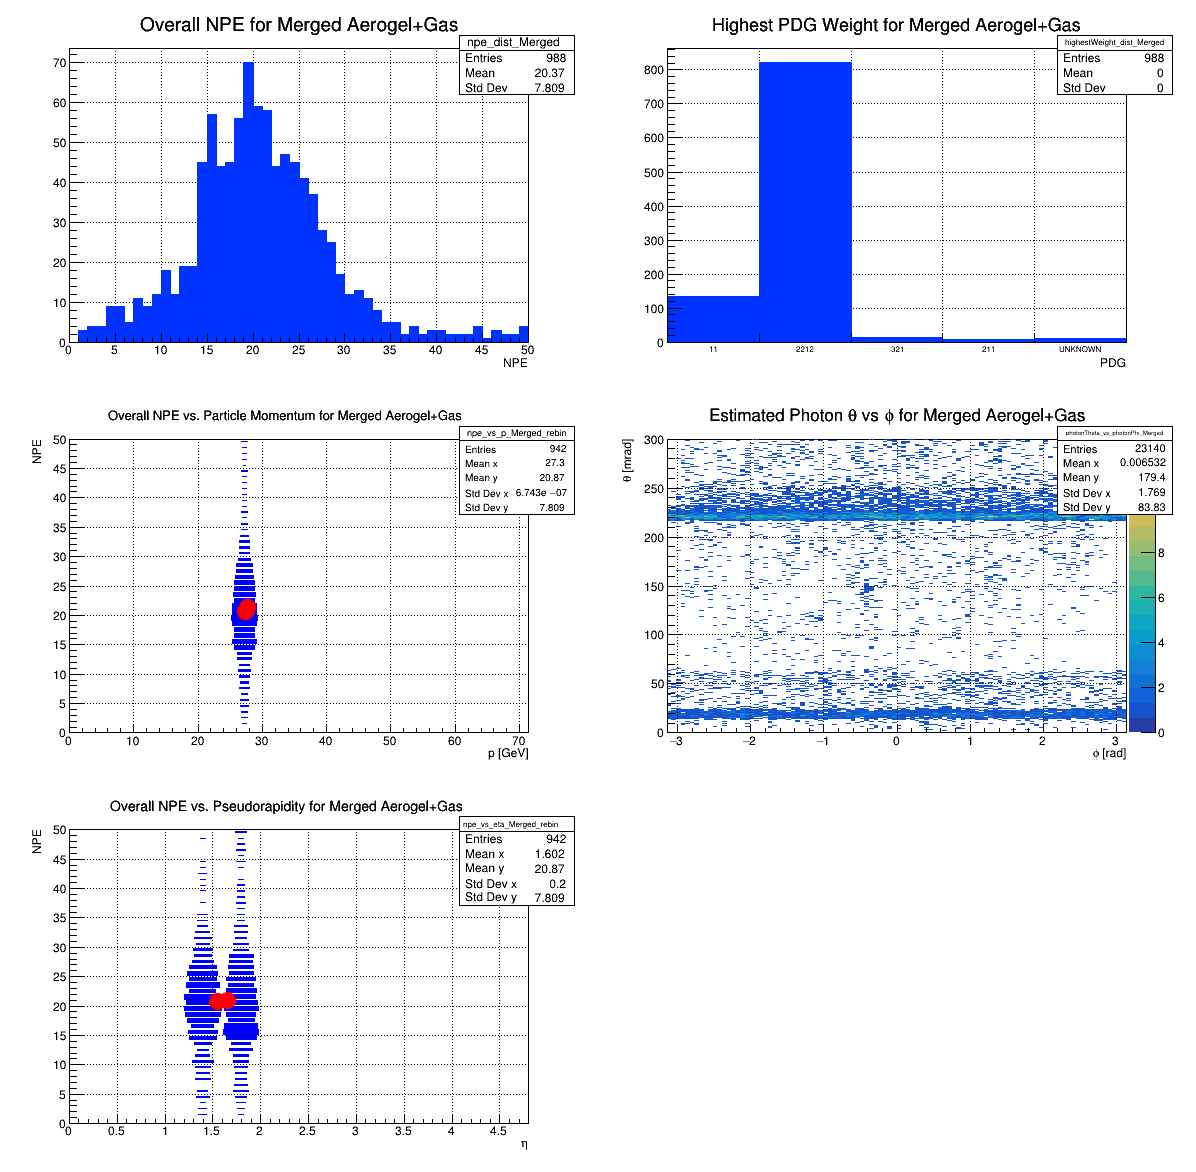 Overall NPE for Merged Aerogel+Gas
npe_dist_Merged
Entries 988
Mean 20.37
Std Dev 7.809
70
60
50
40
30
20
10
0
0 5 10 15 20 25 30 35 40 45 50
NPE
Highest PDG Weight for Merged Aerogel+Gas
highestWeight_dist_Merged
Entries 988
Mean 0
Std Dev 0
800
700
600
500
400
300
200
100
0
11 2212 321 211 UNKNOWN
PDG
Overall NPE vs. Particle Momentum for Merged Aerogel+Gas
npe_vs_p_Merged_rebin
Entries 942
Mean x 27.3
Mean y 20.87
Std Dev x 6.743e −07
Std Dev y 7.809
NPE
50
45
40
35
30
25
20
15
10
5
0
0 10 20 30 40 50 60 70
p [GeV]
Estimated Photon θ vs ϕ for Merged Aerogel+Gas
photonTheta_vs_photonPhi_Merged
Entries 23140
Mean x 0.006532
Mean y 179.4
Std Dev x 1.769
Std Dev y 83.83
θ [mrad]
300
250
200
150
100
50
0
−3 −2 −1 0 1 2 3
ϕ [rad]
8
6
4
2
0
Overall NPE vs. Pseudorapidity for Merged Aerogel+Gas
npe_vs_eta_Merged_rebin
Entries 942
Mean x 1.602
Mean y 20.87
Std Dev x 0.2
Std Dev y 7.809
NPE
50
45
40
35
30
25
20
15
10
5
0
0 0.5 1 1.5 2 2.5 3 3.5 4 4.5
η